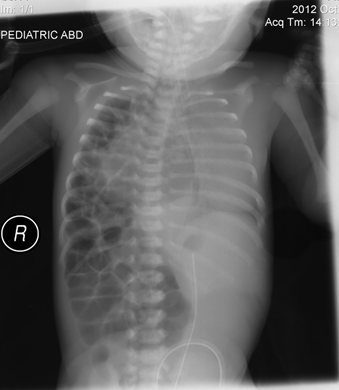 Im: 1/1
2012 Oct
Acq Tm: 14:13
PEDIATRIC ABD
R